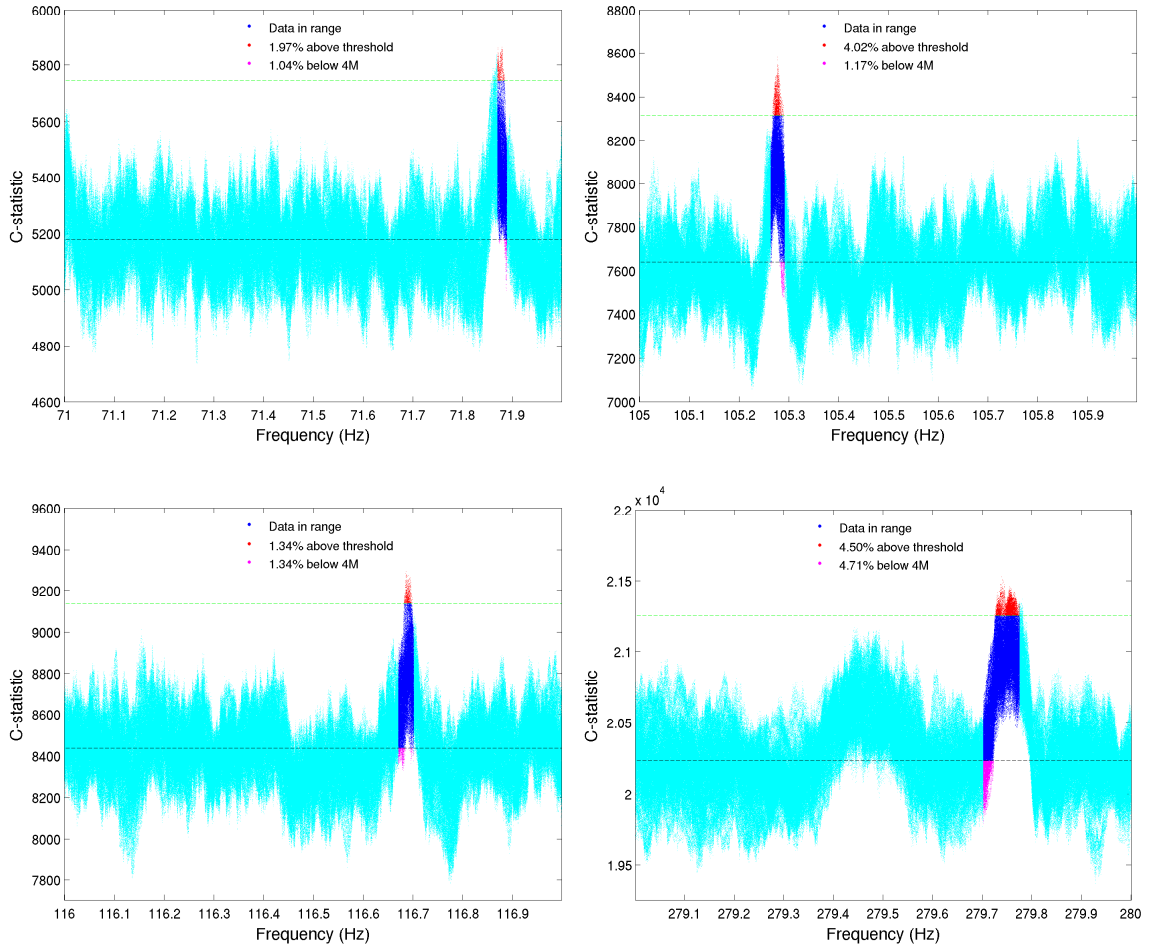 6000
5800
5600
5400
5200
5000
4800
4600
C-statistic
Data in range
1.97% above threshold
1.04% below 4M
71 71.1 71.2 71.3 71.4 71.5 71.6 71.7 71.8 71.9
Frequency (Hz)
8800
8600
8400
8200
8000
7800
7600
7400
7200
7000
C-statistic
Data in range
4.02% above threshold
1.17% below 4M
105 105.1 105.2 105.3 105.4 105.5 105.6 105.7 105.8 105.9
Frequency (Hz)
9600
9400
9200
9000
8800
8600
8400
8200
8000
7800
C-statistic
Data in range
1.34% above threshold
1.34% below 4M
116 116.1 116.2 116.3 116.4 116.5 116.6 116.7 116.8 116.9
Frequency (Hz)
x 10^4
2.2
2.15
2.1
2.05
2
1.95
C-statistic
Data in range
4.50% above threshold
4.71% below 4M
279.1 279.2 279.3 279.4 279.5 279.6 279.7 279.8 279.9 280
Frequency (Hz)